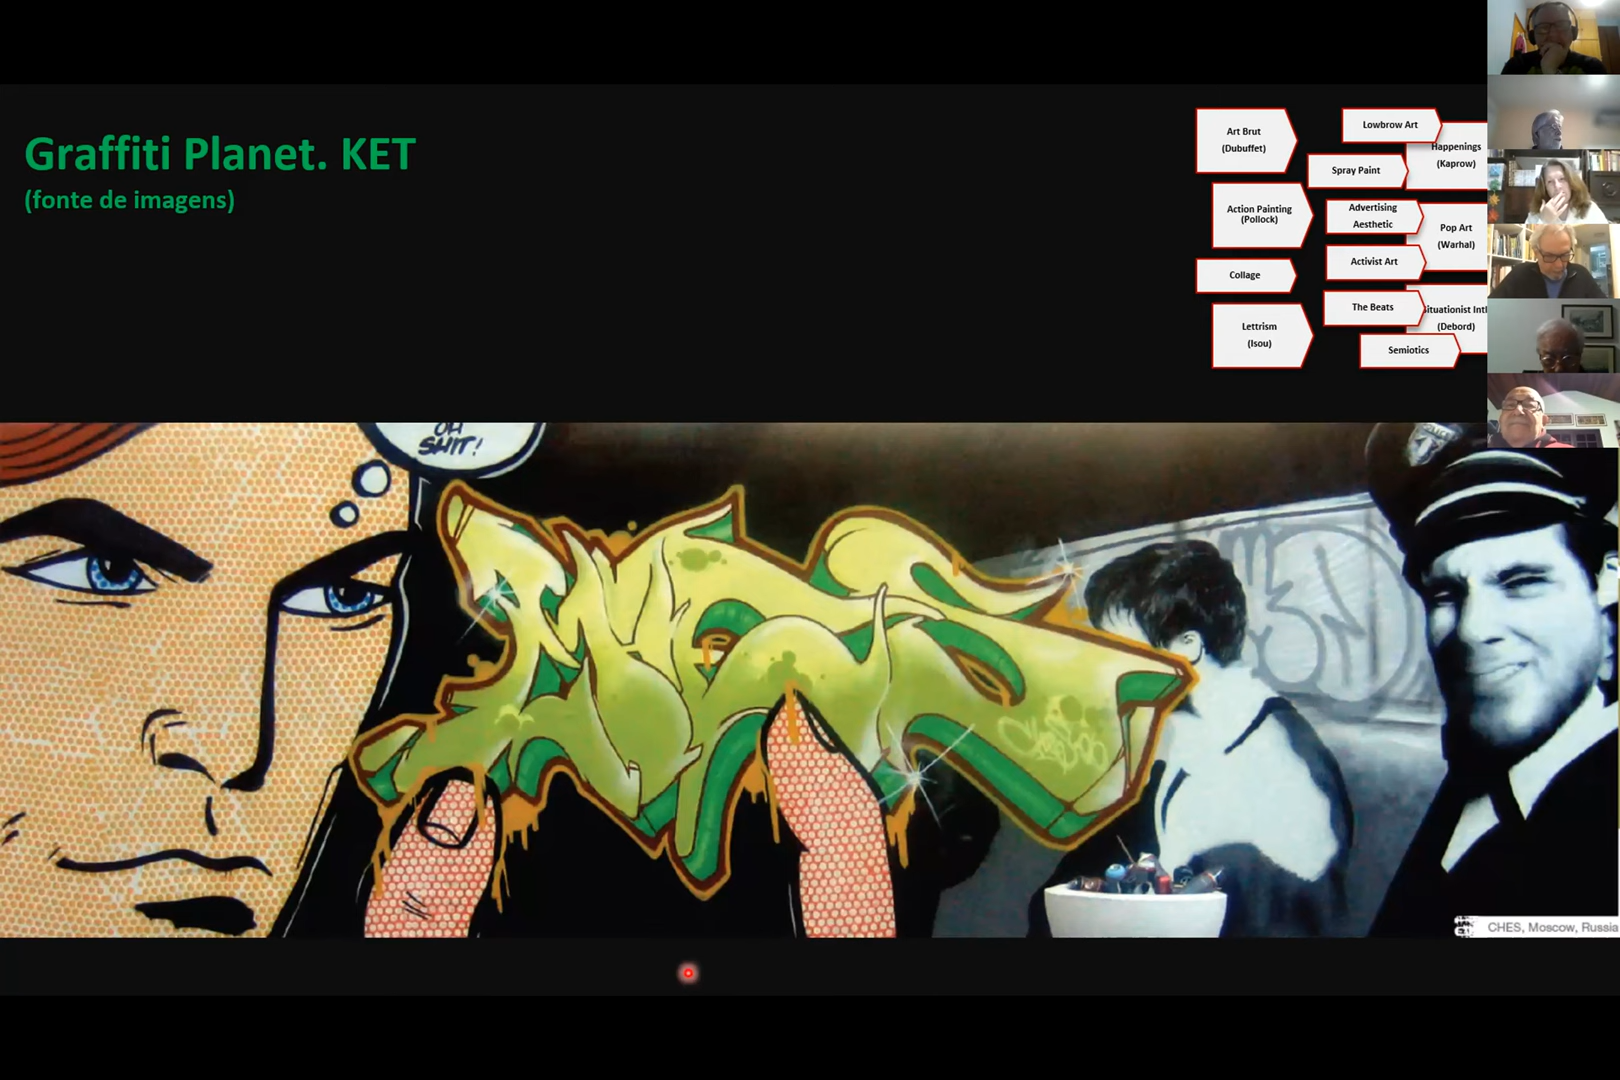 Graffiti Planet. KET
(fonte de imagens)
Art Brut
(Dubuffet)
Lowbrow Art
Happenings
(Kaprow)
Spray Paint
Action Painting
(Pollock)
Advertising
Aesthetic
Pop Art
(Warhal)
Activist Art
Collage
The Beats
ituationist Intl
(Debord)
Lettrism
(Isou)
Semiotics
OH
SHIT!
CHES, Moscow, Russia